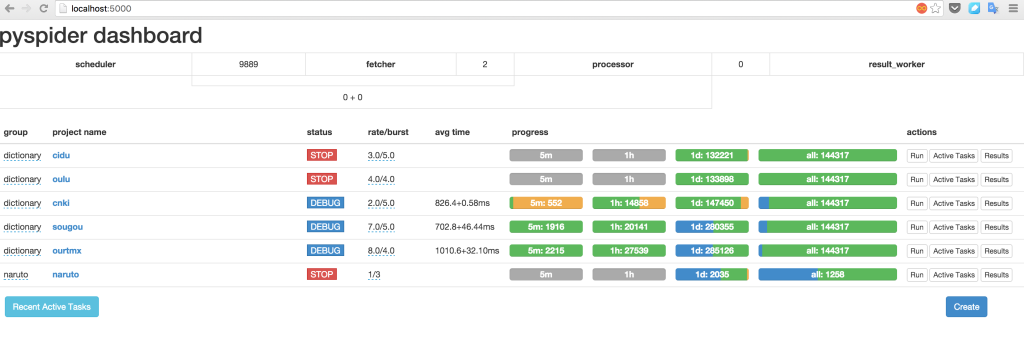 localhost:5000
pyspider dashboard
scheduler 9889 fetcher 2 processor 0 result_worker
0 + 0
group project name status rate/burst avg time progress actions
dictionary cidu STOP 3.0/5.0 5m 1h 1d: 132221 all: 144317 Run Active Tasks Results
dictionary oulu STOP 4.0/4.0 5m 1h 1d: 133898 all: 144317 Run Active Tasks Results
dictionary cnki DEBUG 2.0/5.0 826.4+0.58ms 5m: 552 1h: 14856 1d: 147450 all: 144317 Run Active Tasks Results
dictionary sougou DEBUG 7.0/5.0 702.8+46.44ms 5m: 1916 1h: 20141 1d: 280355 all: 144317 Run Active Tasks Results
dictionary ourtmx DEBUG 8.0/4.0 1010.6+32.10ms 5m: 2215 1h: 27539 1d: 285126 all: 144317 Run Active Tasks Results
naruto naruto STOP 1/3 5m 1h 1d: 2035 all: 1258 Run Active Tasks Results
Recent Active Tasks Create